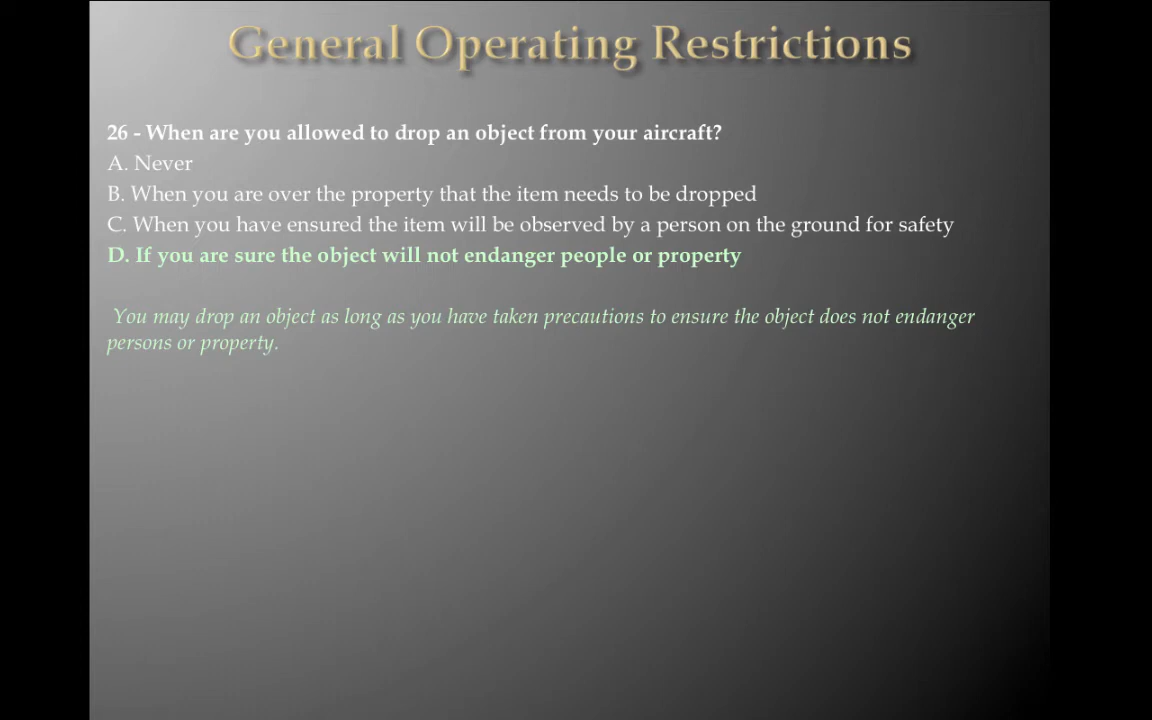 General Operating Restrictions
26 - When are you allowed to drop an object from your aircraft?
A. Never
B. When you are over the property that the item needs to be dropped
C. When you have ensured the item will be observed by a person on the ground for safety
D. If you are sure the object will not endanger people or property
You may drop an object as long as you have taken precautions to ensure the object does not endanger
persons or property.